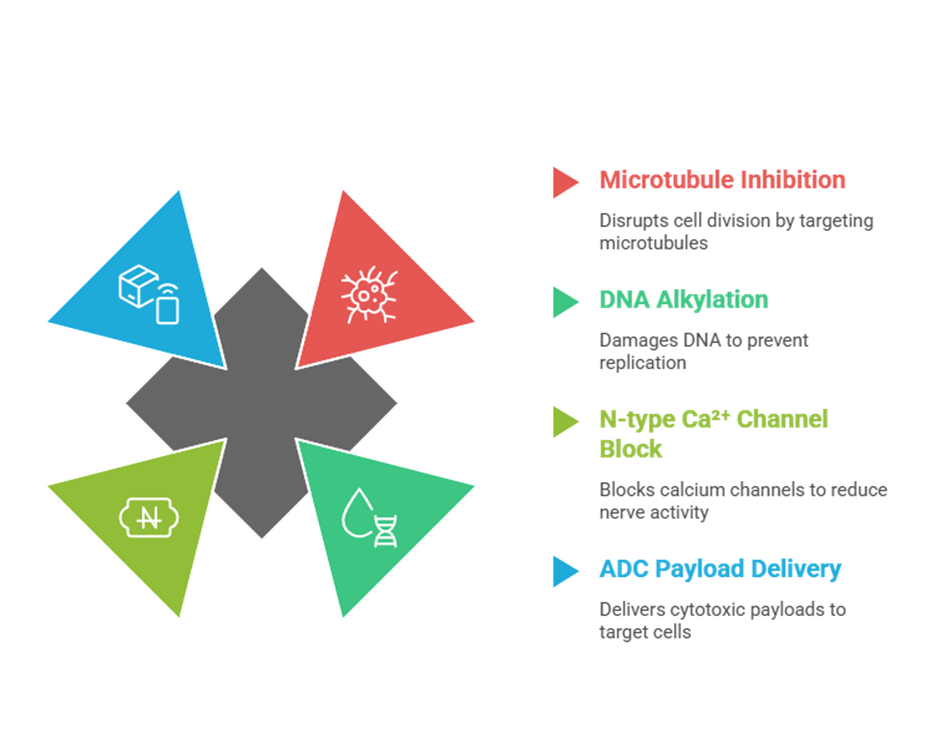 Microtubule Inhibition
Disrupts cell division by targeting
microtubules
DNA Alkylation
Damages DNA to prevent
replication
N-type Ca²⁺ Channel
Block
Blocks calcium channels to reduce
nerve activity
ADC Payload Delivery
Delivers cytotoxic payloads to
target cells